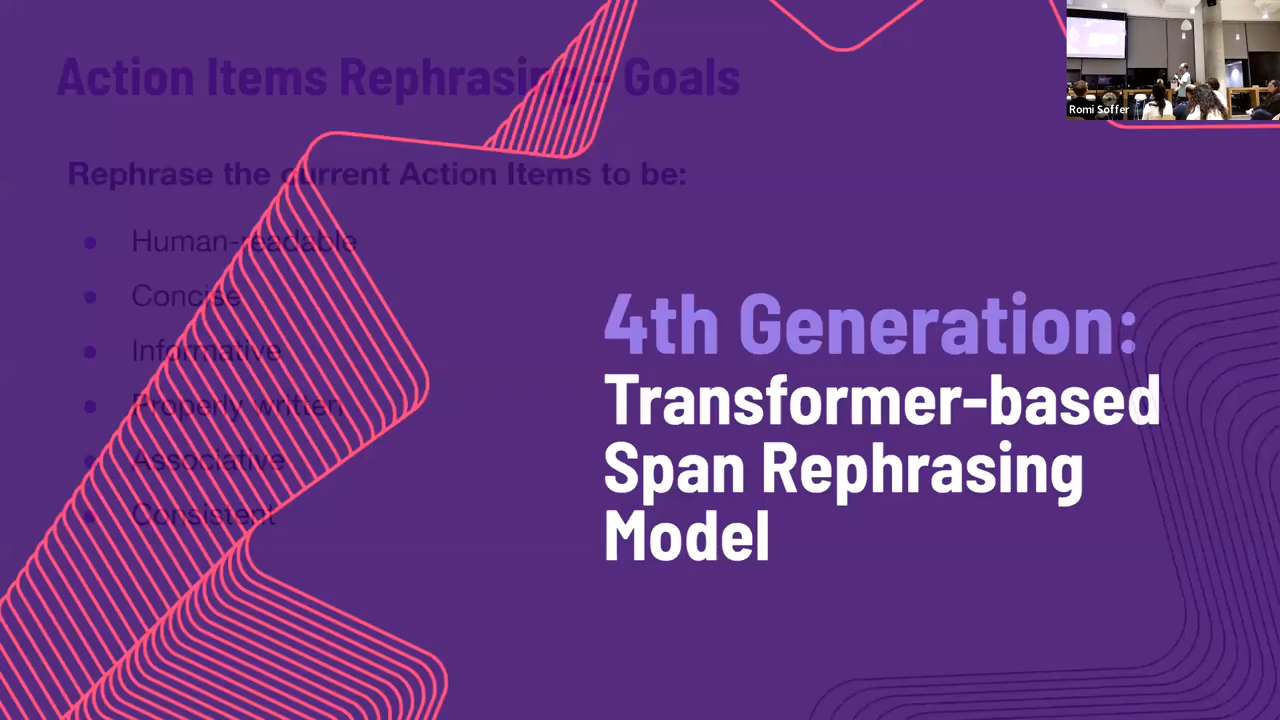 Action Items Rephrasing - Goals
Rephrase the current Action Items to be:
Human-readable
Concise
Informative
Properly written
Associative
Consistent
4th Generation:
Transformer-based
Span Rephrasing
Model
Romi Soffer